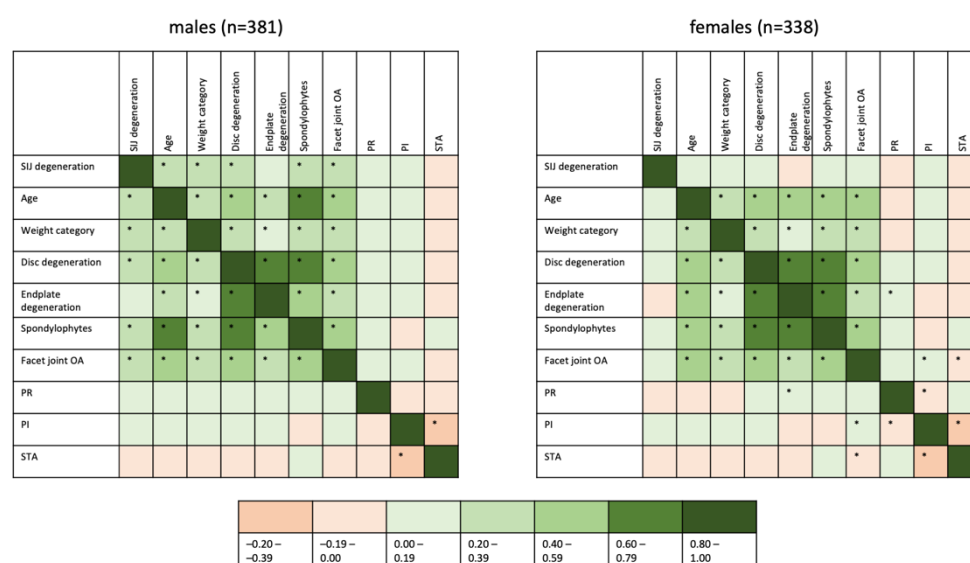 males (n=381)
females (n=338)
SIJ degeneration
Age
Weight category
Disc degeneration
Endplate
degeneration
Spondylophytes
Facet joint OA
PR
PI
STA
SIJ degeneration
Age
Weight category
Disc degeneration
Endplate
degeneration
Spondylophytes
Facet joint OA
PR
PI
STA
SIJ degeneration * * * * *
Age * * * * * *
Weight category * * * * * *
Disc degeneration * * * * * *
Endplate
degeneration * * * * *
Spondylophytes * * * * * *
Facet joint OA * * * * * *
PR
PI *
STA *
SIJ degeneration
Age * * * * *
Weight category * * * * *
Disc degeneration * * * * *
Endplate
degeneration * * * * * *
Spondylophytes * * * * *
Facet joint OA * * * * * * *
PR * *
PI * * *
STA * *
–0.20 –
–0.39
–0.19 –
0.00
0.00 –
0.19
0.20 –
0.39
0.40 –
0.59
0.60 –
0.79
0.80 –
1.00